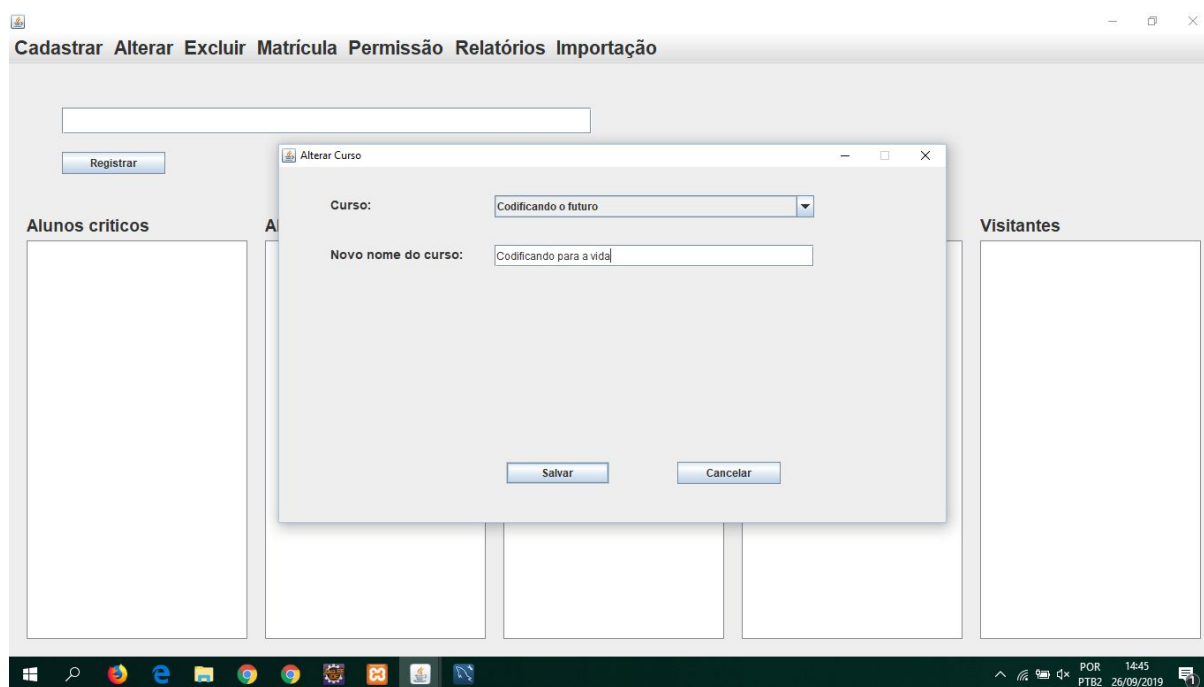 Cadastrar Alterar Excluir Matrícula Permissão Relatórios Importação
Registrar
Alterar Curso
Curso: Codificando o futuro
Novo nome do curso: Codificando para a vida
Salvar Cancelar
Alunos criticos
Visitantes
POR 14:45
PTB2 26/09/2019